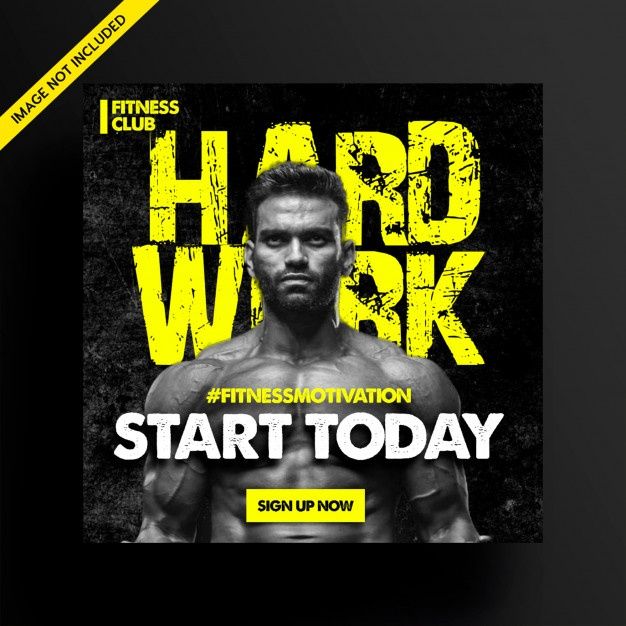 IMAGE NOT INCLUDED
FITNESS
CLUB
HARD
WORK
#FITNESSMOTIVATION
START TODAY
SIGN UP NOW